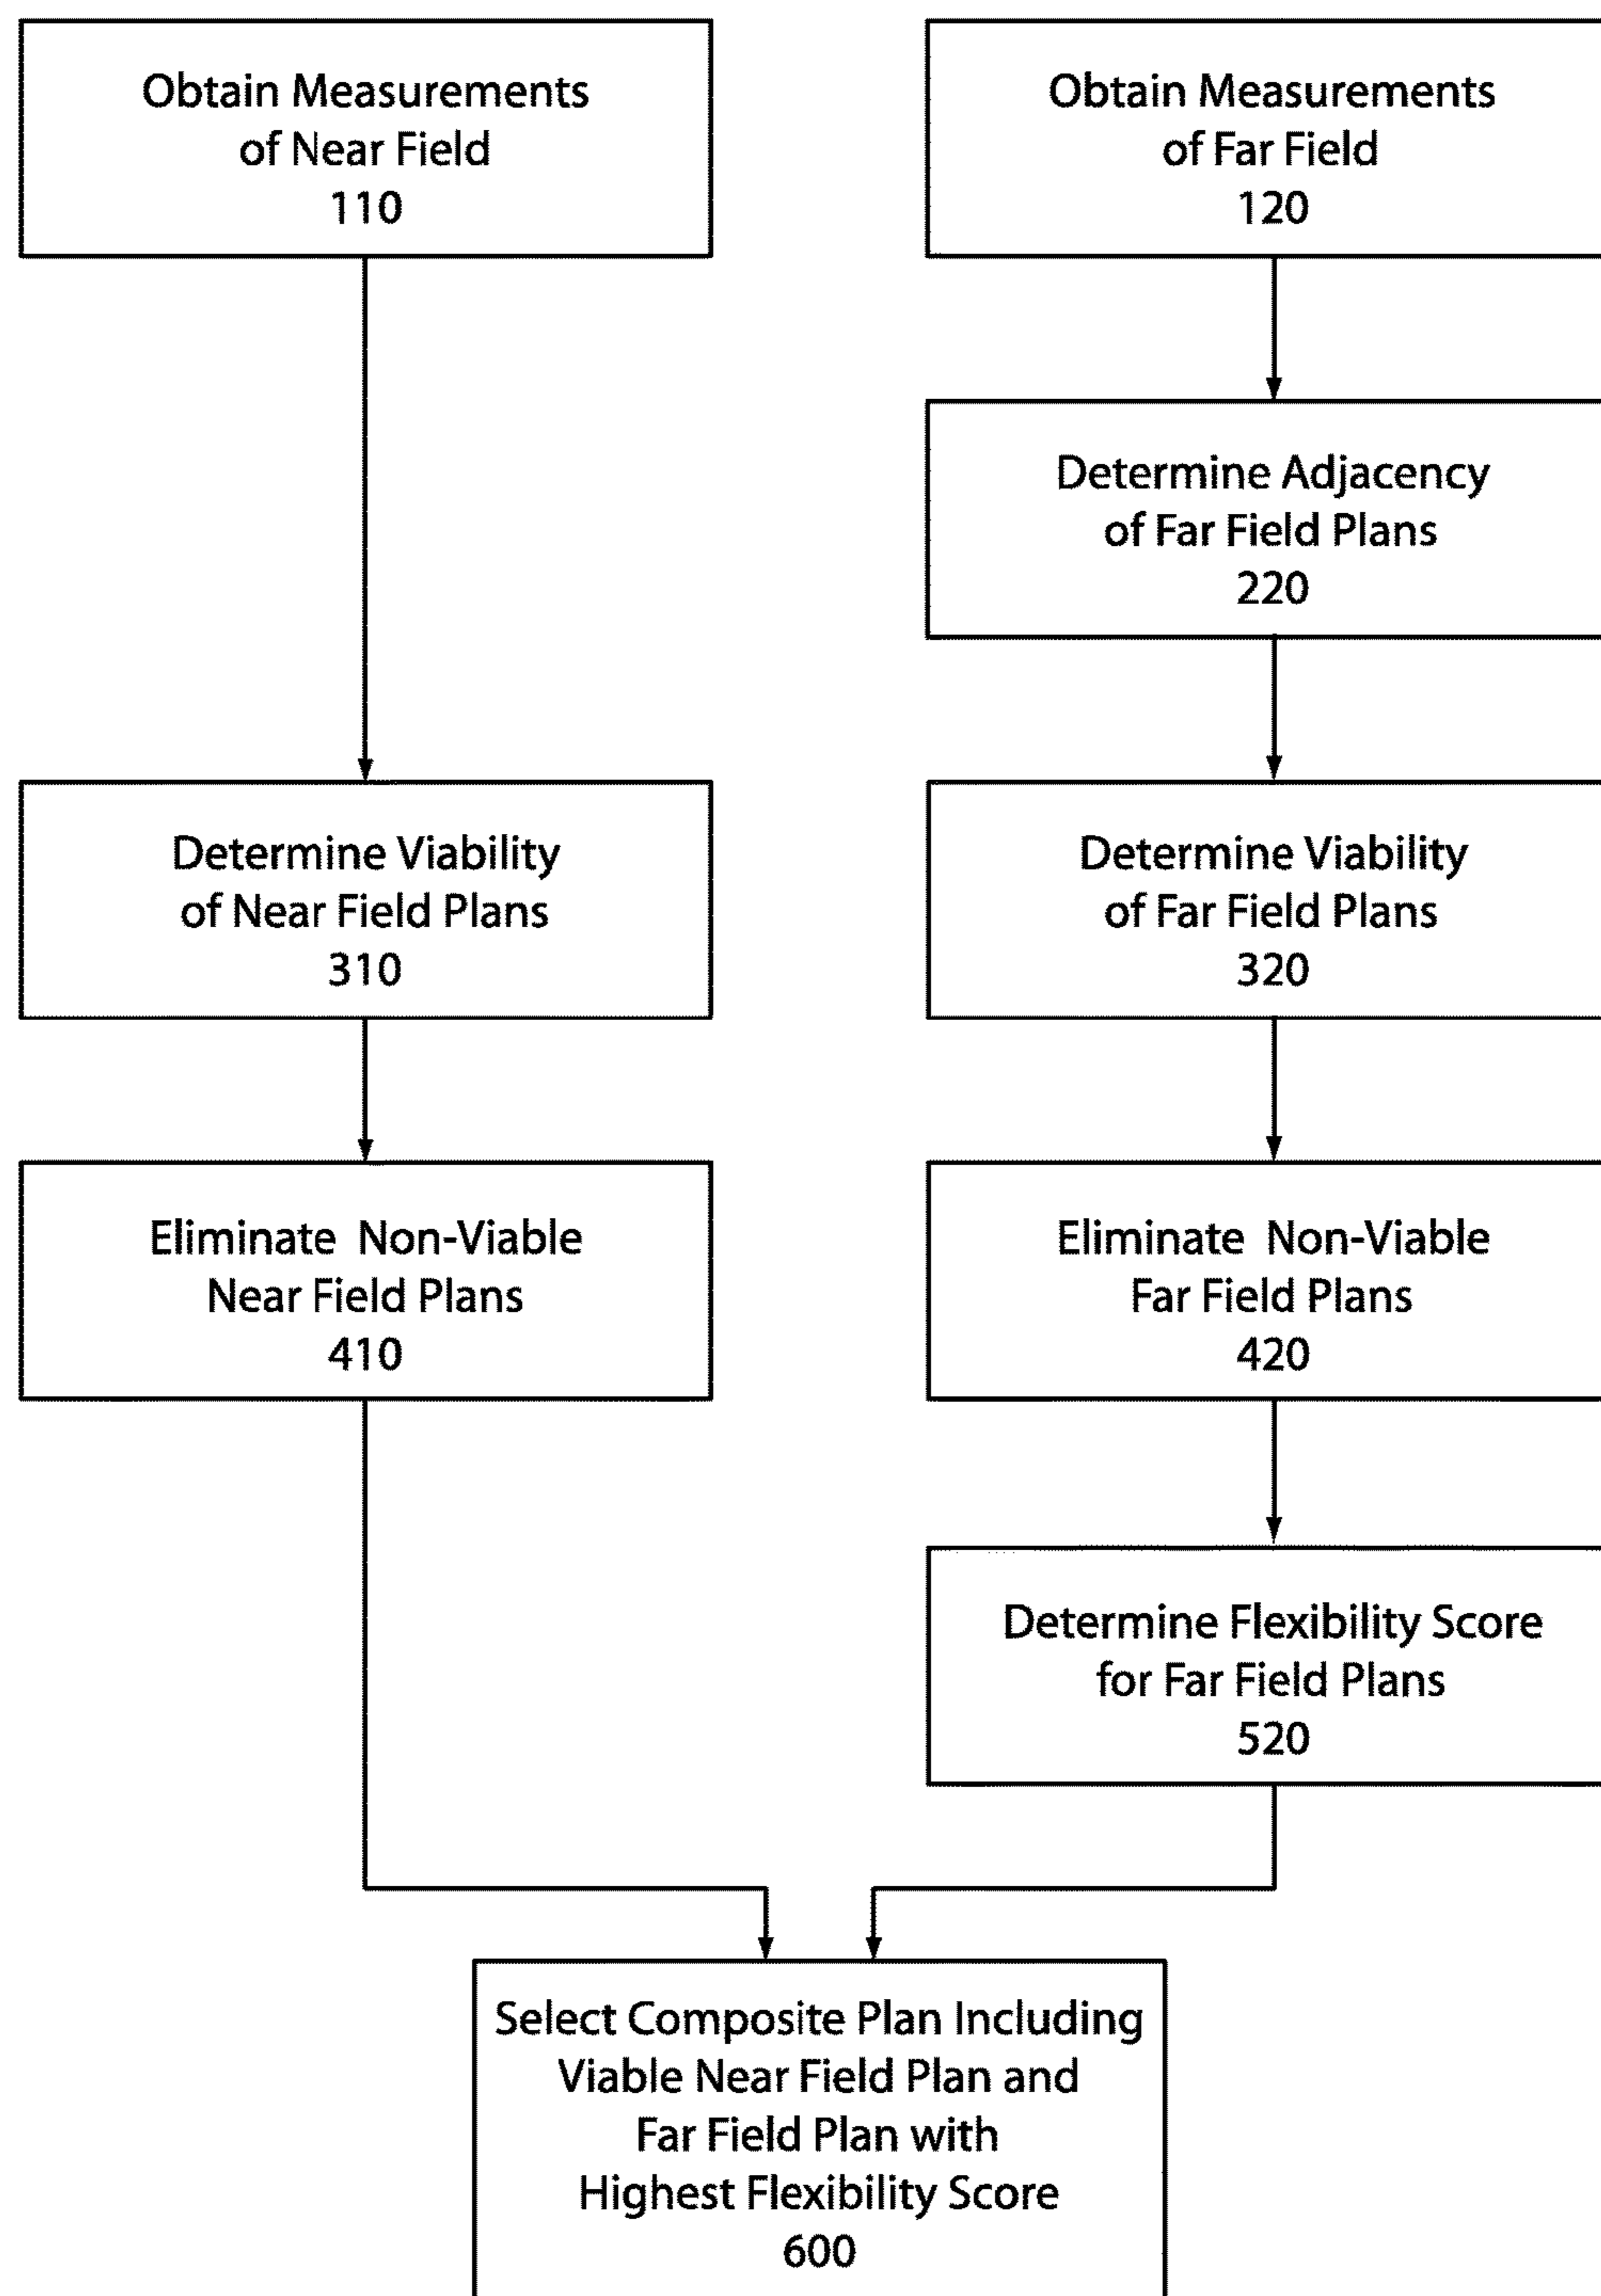 Obtain Measurements
of Near Field
110
Obtain Measurements
of Far Field
120
Determine Adjacency
of Far Field Plans
220
Determine Viability
of Near Field Plans
310
Determine Viability
of Far Field Plans
320
Eliminate Non-Viable
Near Field Plans
410
Eliminate Non-Viable
Far Field Plans
420
Determine Flexibility Score
for Far Field Plans
520
Select Composite Plan Including
Viable Near Field Plan and
Far Field Plan with
Highest Flexibility Score
600